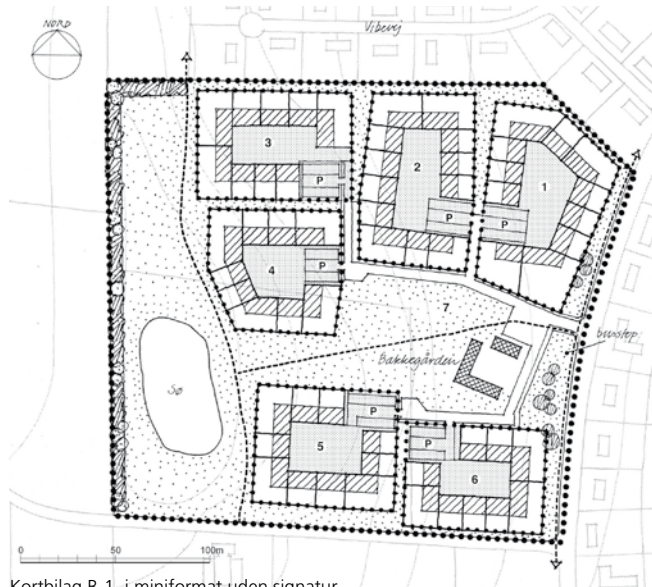 NORD
Vibevej
3
2
1
P
P
P
4
P
7
busstop
Bakkegården
Sø
P
5
P
6
0 50 100m
Kortbilag B 1, i miniformat uden signatur